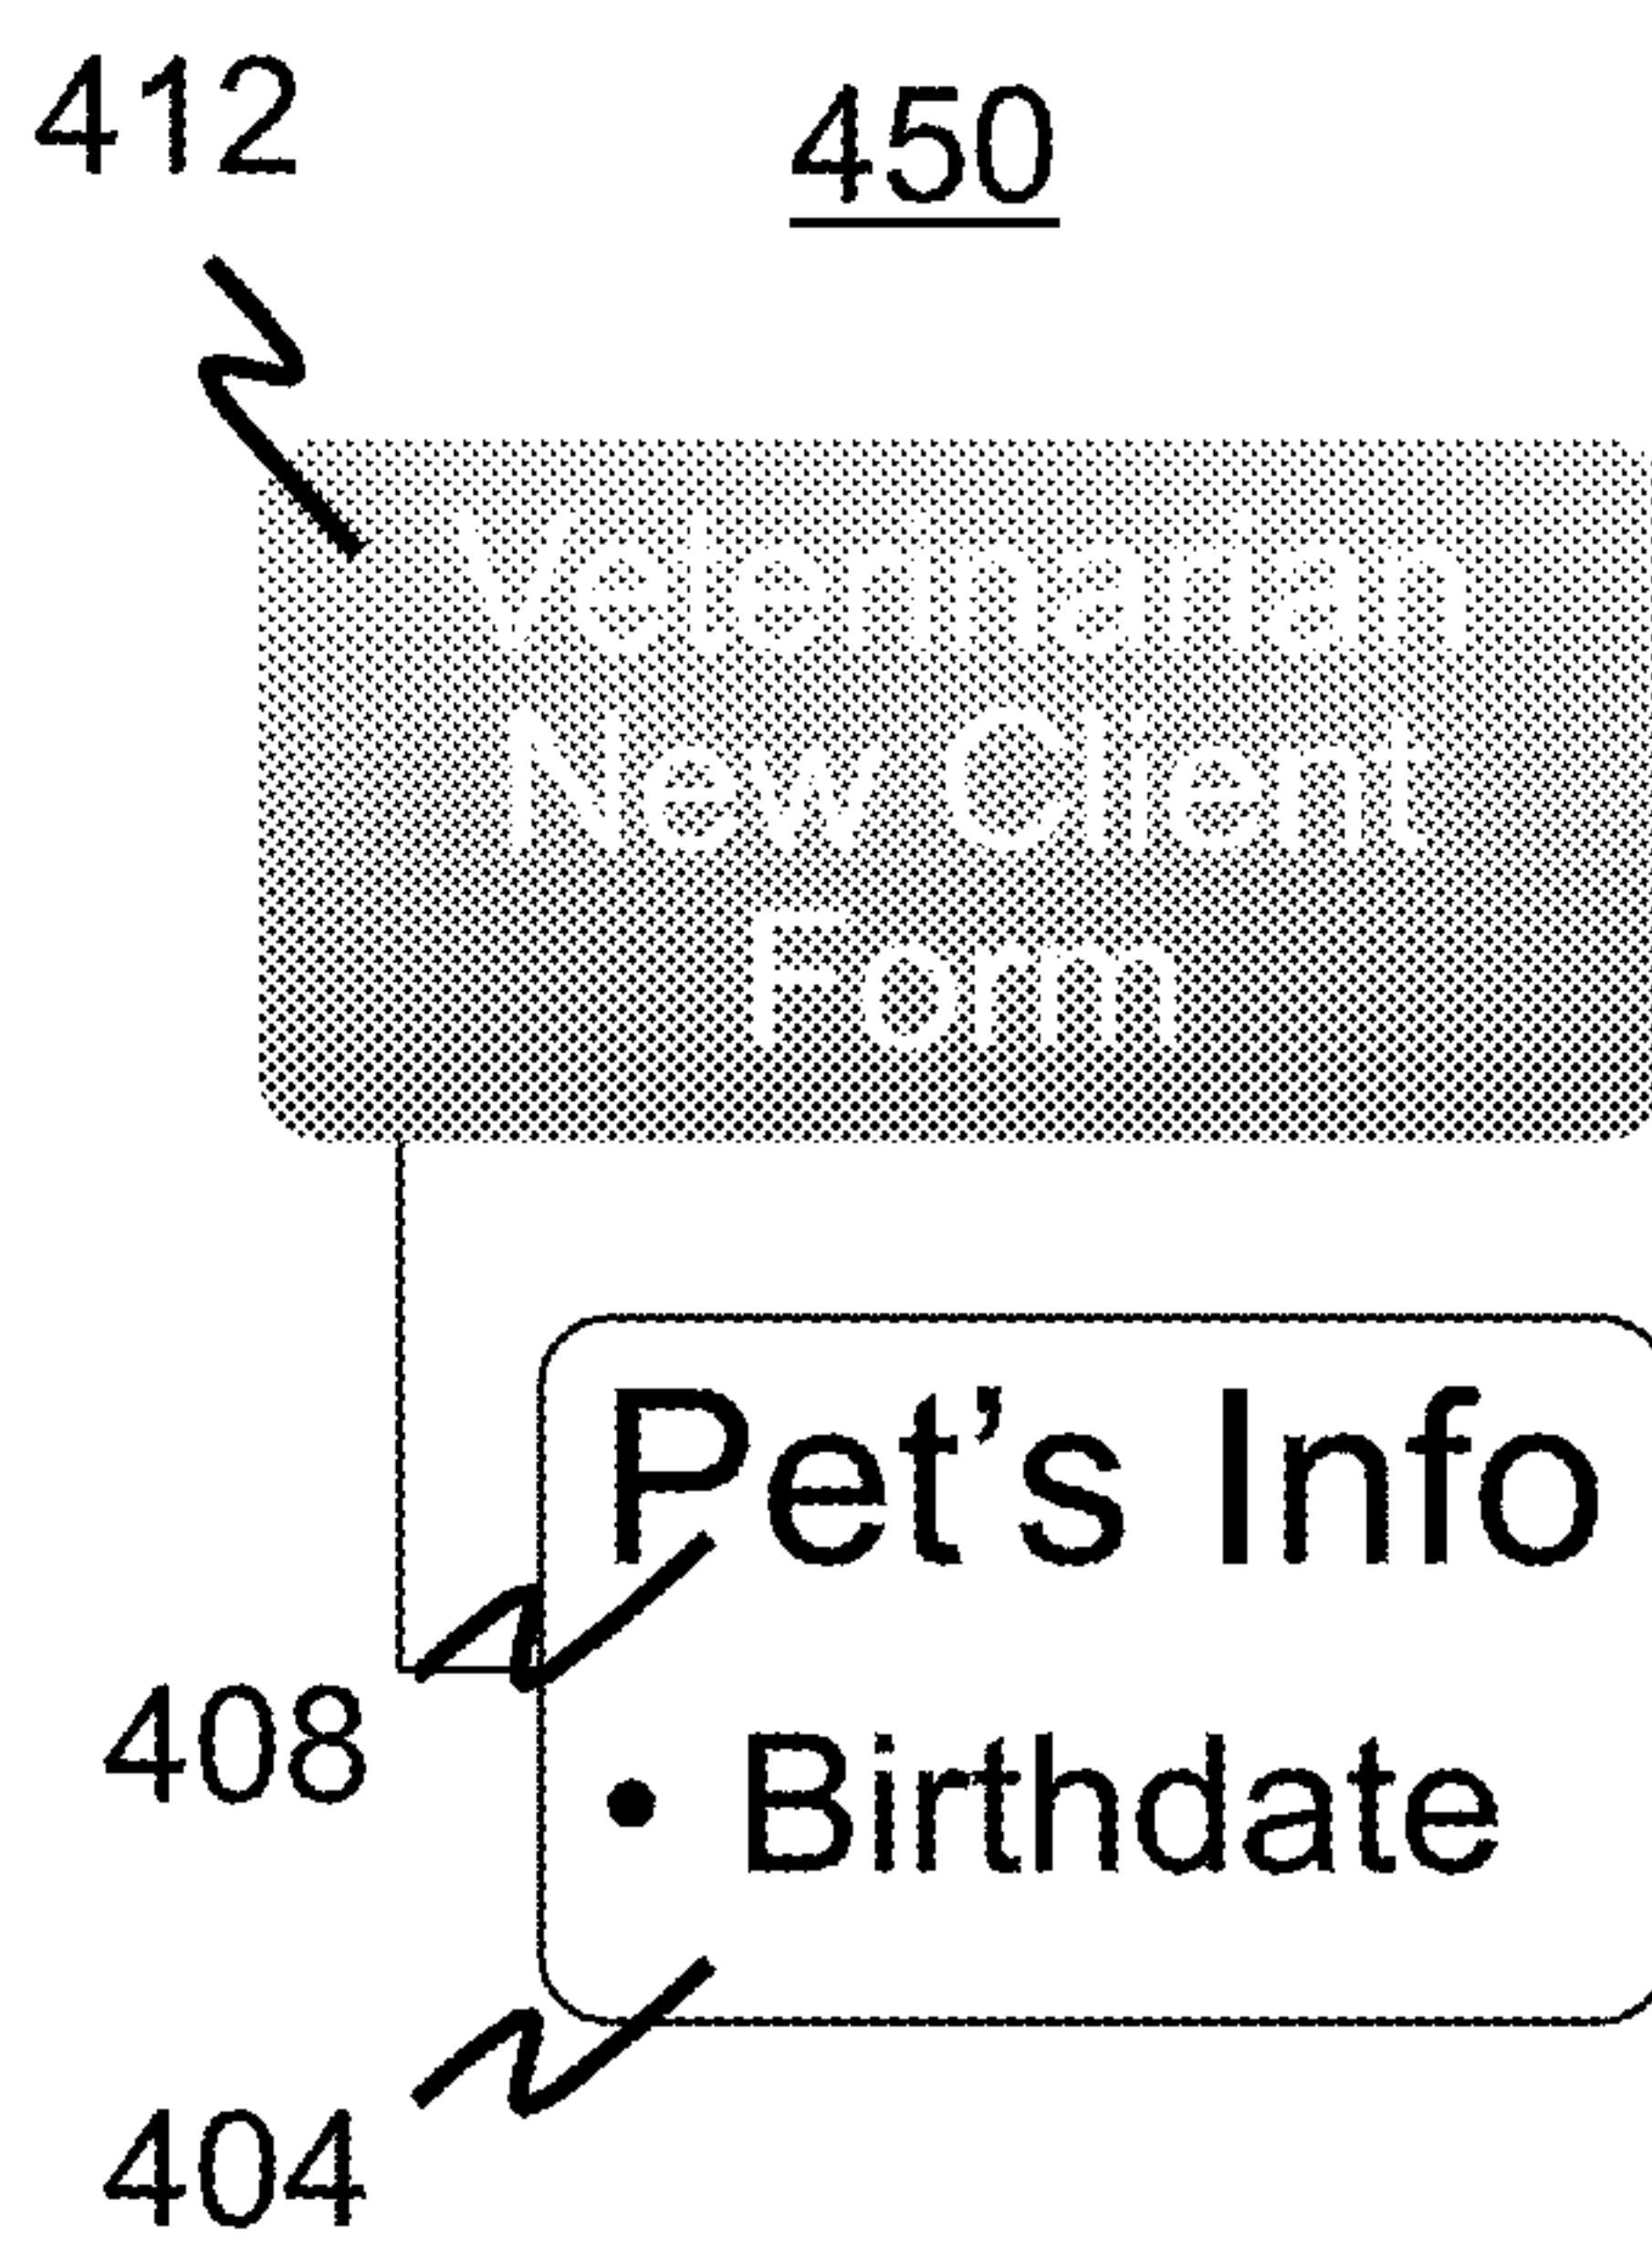 412
450
Veterinarian
New Client
Form
Pet’s Info
408
• Birthdate
404